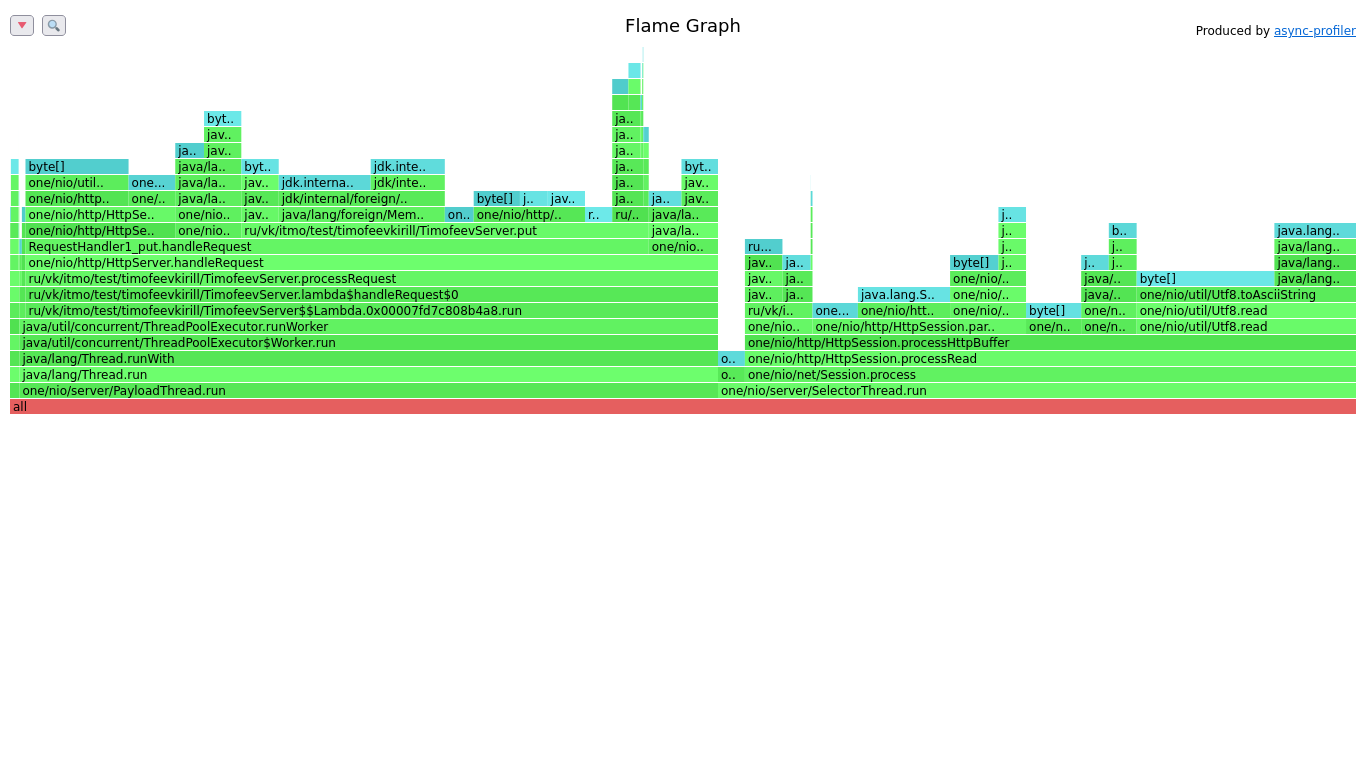 Flame Graph
Produced by async-profiler
byt..
ja..
jav..
ja..
ja.. jav.. ja..
byte[] java/la.. byt.. jdk.inte.. ja.. byt..
one/nio/util.. one... java/la.. jav.. jdk.interna.. jdk/inte.. ja.. jav..
one/nio/http.. one/.. java/la.. jav.. jdk/internal/foreign/.. byte[] j.. jav.. ja.. ja.. jav..
one/nio/http/HttpSe.. one/nio.. jav.. java/lang/foreign/Mem.. on.. one/nio/http/.. r.. ru/.. java/la.. j..
one/nio/http/HttpSe.. one/nio.. ru/vk/itmo/test/timofeevkirill/TimofeevServer.put java/la.. j.. b.. java.lang..
RequestHandler1_put.handleRequest one/nio.. ru... j.. j.. java/lang..
one/nio/http/HttpServer.handleRequest jav.. ja.. byte[] j.. j.. j.. java/lang..
ru/vk/itmo/test/timofeevkirill/TimofeevServer.processRequest jav.. ja.. one/nio/.. java/.. byte[] java/lang..
ru/vk/itmo/test/timofeevkirill/TimofeevServer.lambda$handleRequest$0 jav.. ja.. java.lang.S.. one/nio/.. java/.. one/nio/util/Utf8.toAsciiString
ru/vk/itmo/test/timofeevkirill/TimofeevServer$$Lambda.0x00007fd7c808b4a8.run ru/vk/i.. one... one/nio/htt.. one/nio/.. byte[] one/n.. one/nio/util/Utf8.read
java/util/concurrent/ThreadPoolExecutor.runWorker one/nio.. one/nio/http/HttpSession.par.. one/n.. one/n.. one/nio/util/Utf8.read
java/util/concurrent/ThreadPoolExecutor$Worker.run one/nio/http/HttpSession.processHttpBuffer
java/lang/Thread.runWith o.. one/nio/http/HttpSession.processRead
java/lang/Thread.run o.. one/nio/net/Session.process
one/nio/server/PayloadThread.run one/nio/server/SelectorThread.run
all